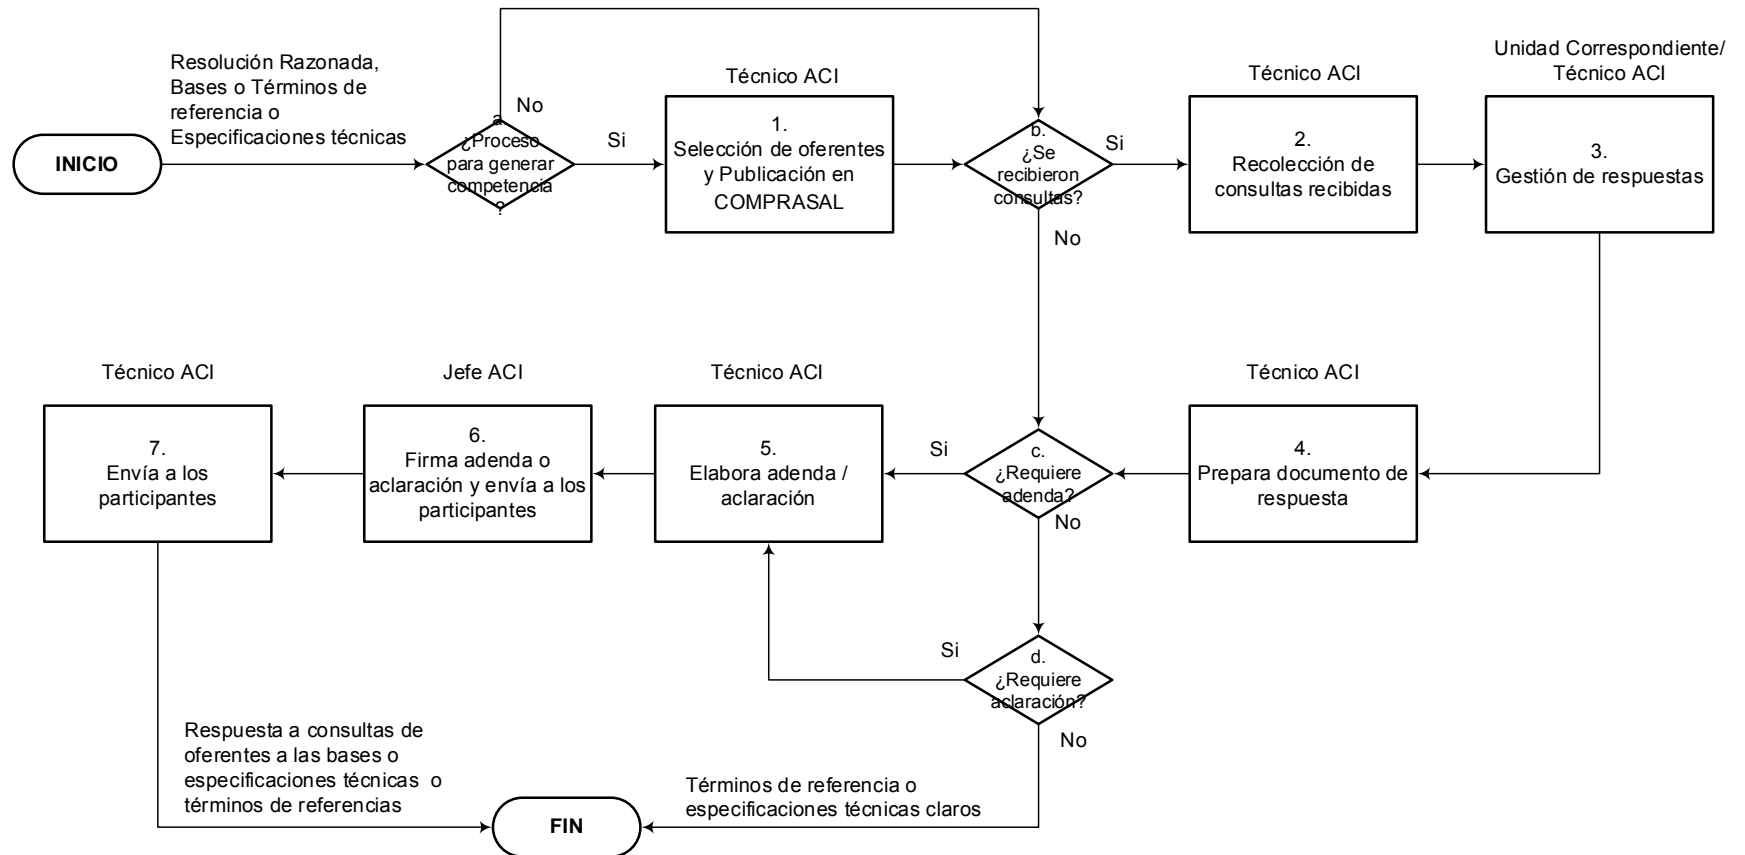 Resolución Razonada,
Bases o Términos de
referencia o
Especificaciones técnicas
INICIO
No
a
¿Proceso
para generar
competencia
?
Si
Técnico ACI
1.
Selección de oferentes
y Publicación en
COMPRASAL
b.
¿Se
recibieron
consultas?
Si
No
Técnico ACI
2.
Recolección de
consultas recibidas
Unidad Correspondiente/
Técnico ACI
3.
Gestión de respuestas
Técnico ACI
7.
Envía a los
participantes
Jefe ACI
6.
Firma adenda o
aclaración y envía a los
participantes
Técnico ACI
5.
Elabora adenda /
aclaración
Si
c.
¿Requiere
adenda?
No
Técnico ACI
4.
Prepara documento de
respuesta
Si
d.
¿Requiere
aclaración?
No
Respuesta a consultas de
oferentes a las bases o
especificaciones técnicas o
términos de referencias
FIN
Términos de referencia o
especificaciones técnicas claros